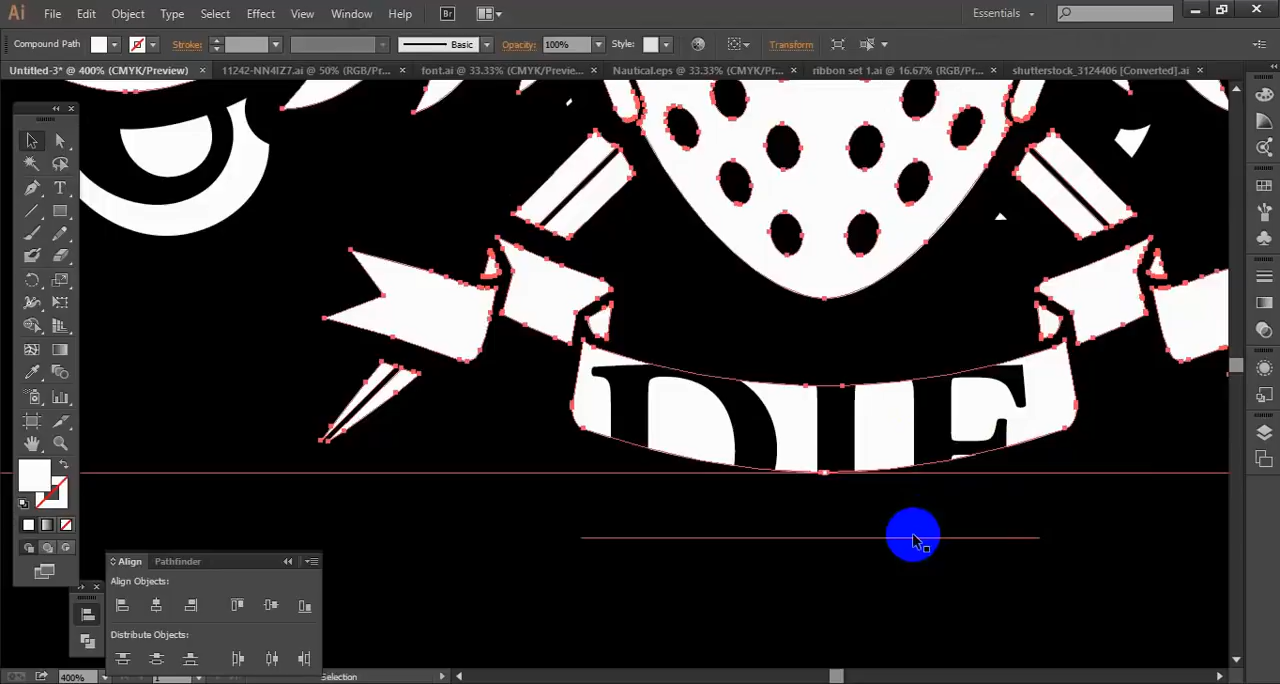 Ai File Edit Object Type Select Effect View Window Help Br Essentials
Compound Path Stroke: Basic Opacity: 100% Style: Transform
Untitled-3* @ 400% (CMYK/Preview) × 11242-NN4IZ7.ai @ 50% (RGB/Pr... × font.ai @ 33.33% (CMYK/Previe... × Nautical.eps @ 33.33% (CMYK/Pr... × ribbon set 1.ai @ 16.67% (RGB/Pr... × shutterstock_3124406 [Converted].ai ×
DIE
Align Pathfinder
Align Objects:
Distribute Objects:
400% 1 Selection